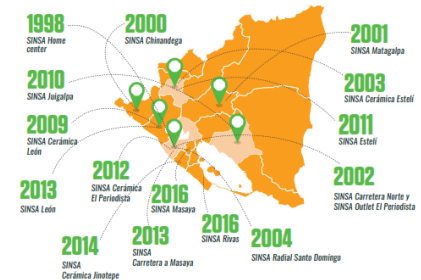 1998
SINSA Home
center
2000
SINSA Chinandega
2001
SINSA Matagalpa
2010
SINSA Juigalpa
2003
SINSA Cerámica Estelí
2009
SINSA Cerámica
León
2011
SINSA Estelí
2013
SINSA León
2012
SINSA Cerámica
El Periodista
2002
SINSA Carretera Norte y
SINSA Outlet El Periodista
2016
SINSA Masaya
2014
SINSA
Cerámica Jinotepe
2013
SINSA
Carretera a Masaya
2016
SINSA Rivas
2004
SINSA Radial Santo Domingo